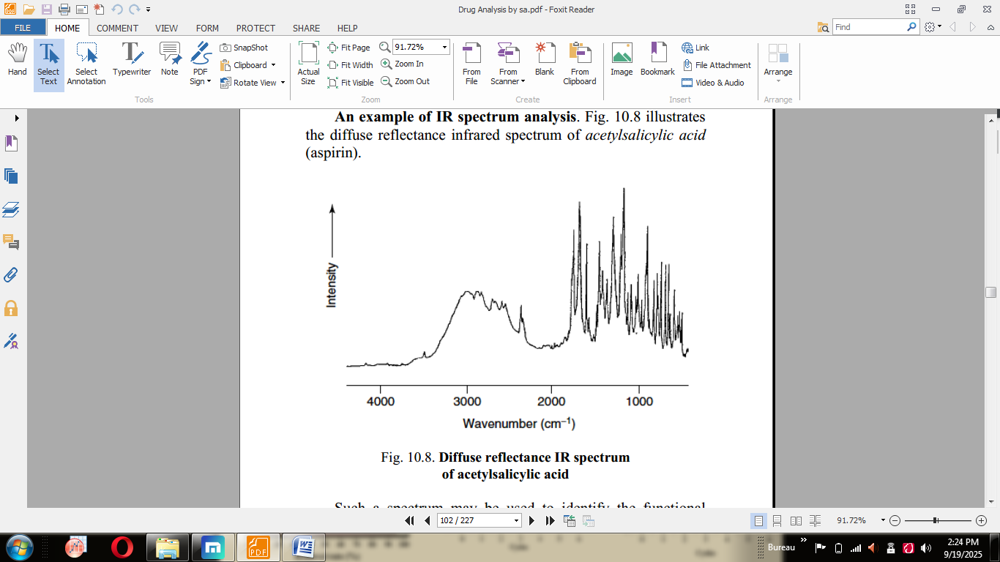 Drug Analysis by sa.pdf - Foxit Reader
FILE HOME COMMENT VIEW FORM PROTECT SHARE HELP
Find
Hand
Select Text
Select Annotation
Typewriter
Note
PDF Sign
SnapShot
Clipboard
Rotate View
Tools
Actual Size
Fit Page
Fit Width
Fit Visible
91.72%
Zoom In
Zoom Out
Zoom
From File
From Scanner
Blank
From Clipboard
Create
Image
Bookmark
Link
File Attachment
Video & Audio
Insert
Arrange
Arrange
An example of IR spectrum analysis. Fig. 10.8 illustrates
the diffuse reflectance infrared spectrum of acetylsalicylic acid
(aspirin).
Intensity
4000 3000 2000 1000
Wavenumber (cm⁻¹)
Fig. 10.8. Diffuse reflectance IR spectrum
of acetylsalicylic acid
Such a spectrum may be used to identify the functional
102 / 227
91.72%
PDF
Bureau
2:24 PM
9/19/2025